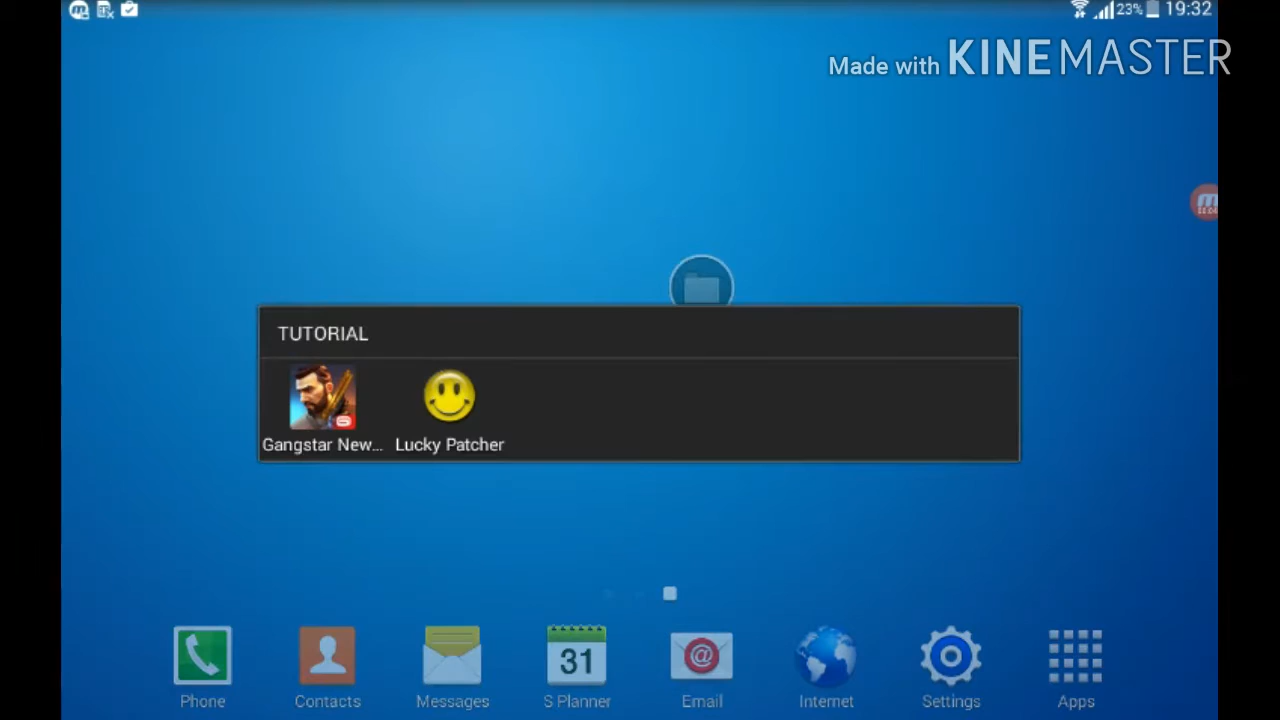 23% 19:32
Made with KINEMASTER
TUTORIAL
Gangstar New... Lucky Patcher
31
@
Phone Contacts Messages S Planner Email Internet Settings Apps